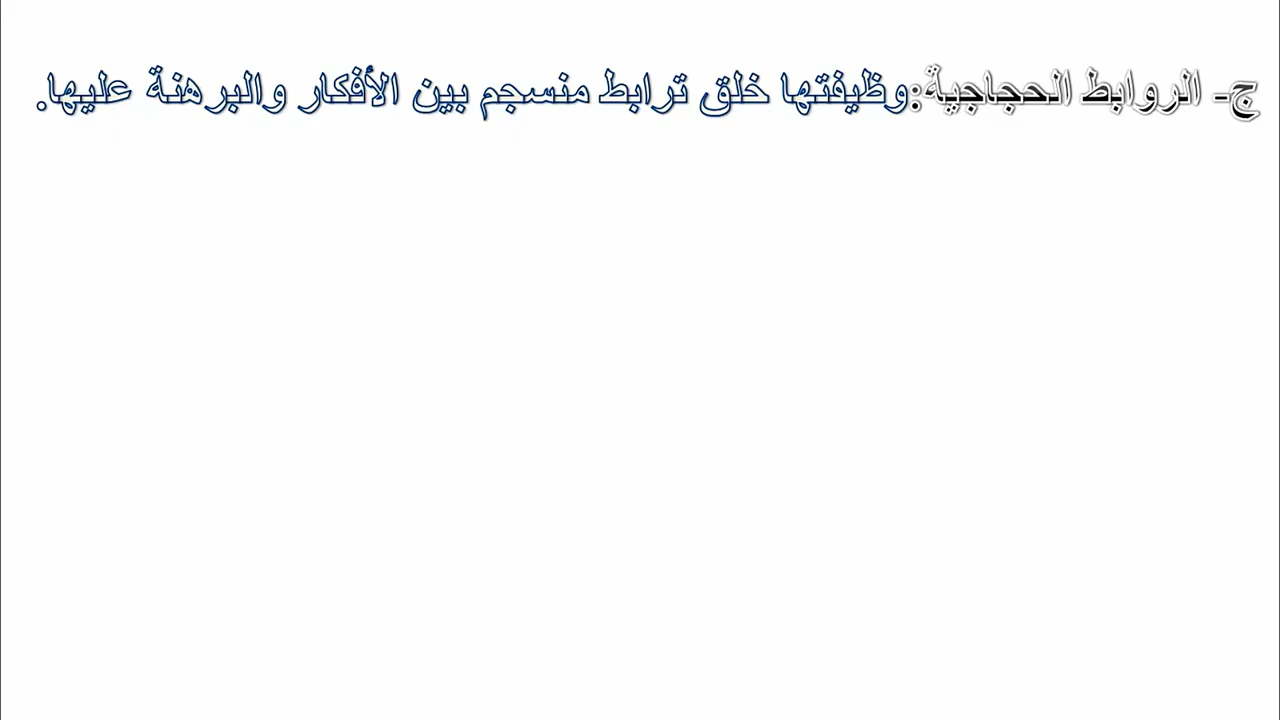 ج- الروابط الحجاجية:وظيفتها خلق ترابط منسجم بين الأفكار والبرهنة عليها.